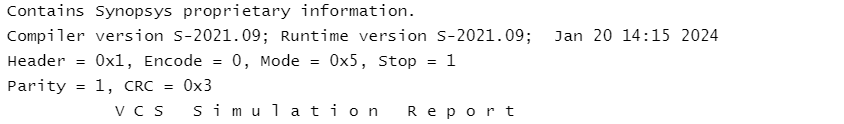 Contains Synopsys proprietary information.
Compiler version S-2021.09; Runtime version S-2021.09;  Jan 20 14:15 2024
Header = 0x1, Encode = 0, Mode = 0x5, Stop = 1
Parity = 1, CRC = 0x3
           V C S   S i m u l a t i o n   R e p o r t